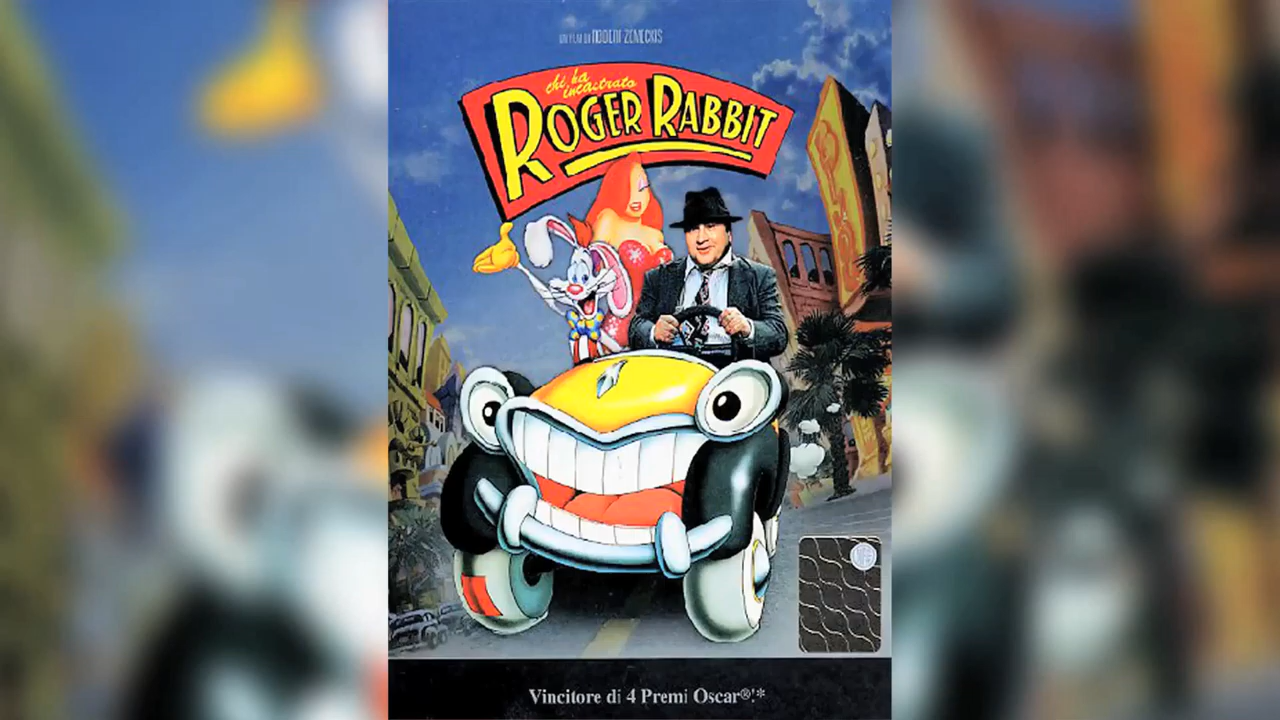 UN FILM DI ROBERT ZEMECKIS
chi ha
incastrato
ROGER RABBIT
Vincitore di 4 Premi Oscar®!*